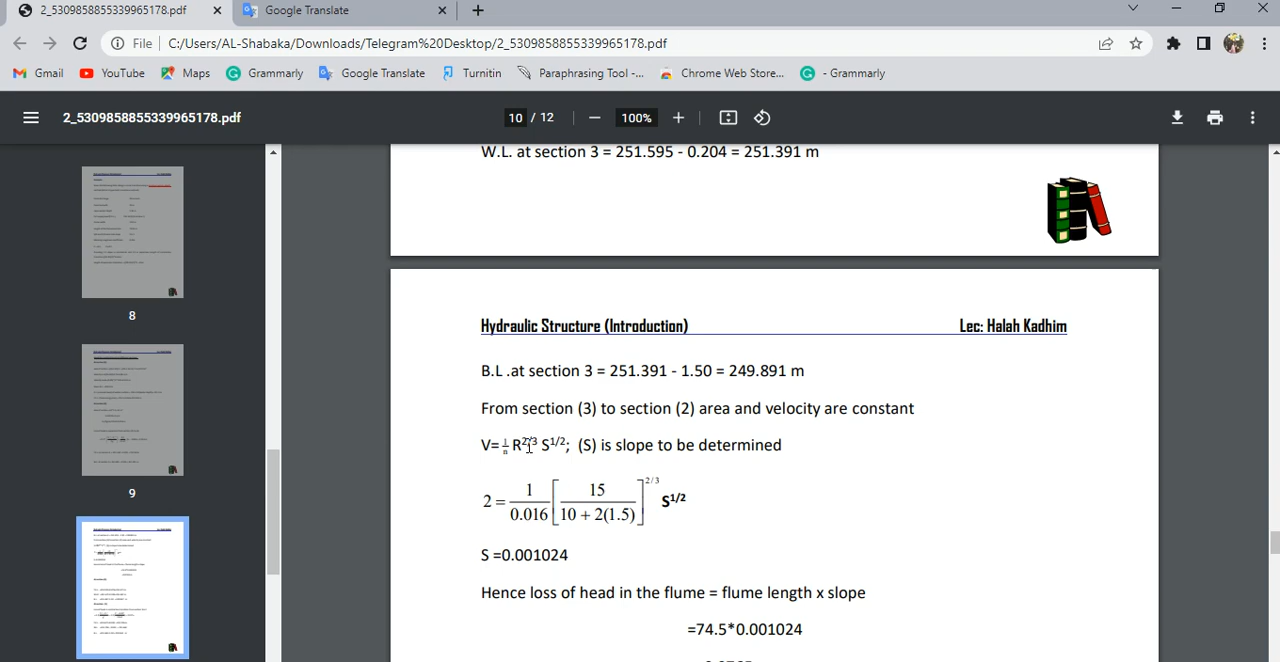 2_5309858855339965178.pdf
Google Translate
File
C:/Users/AL-Shabaka/Downloads/Telegram%20Desktop/2_5309858855339965178.pdf
Gmail
YouTube
Maps
Grammarly
Google Translate
Turnitin
Paraphrasing Tool -...
Chrome Web Store...
- Grammarly
2_5309858855339965178.pdf
10 / 12
100%
8
9
W.L. at section 3 = 251.595 - 0.204 = 251.391 m
Hydraulic Structure (Introduction) Lec: Halah Kadhim
B.L .at section 3 = 251.391 - 1.50 = 249.891 m
From section (3) to section (2) area and velocity are constant
V= 1/n R2/3 S1/2; (S) is slope to be determined
2 = 1/0.016 [15/10 + 2(1.5)]2/3 S1/2
S =0.001024
Hence loss of head in the flume = flume length x slope
=74.5*0.001024